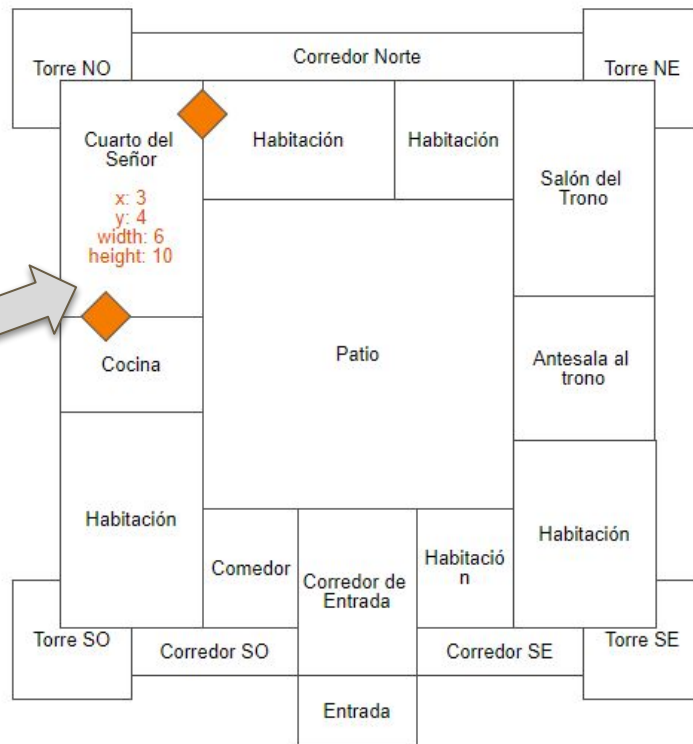 Corredor Norte
Torre NO
Torre NE
Cuarto del
Señor
x: 3
y: 4
width: 6
height: 10
Habitación
Habitación
Salón del
Trono
Cocina
Patio
Antesala al
trono
Habitación
Comedor
Corredor de
Entrada
Habitació
n
Habitación
Torre SO
Corredor SO
Corredor SE
Torre SE
Entrada